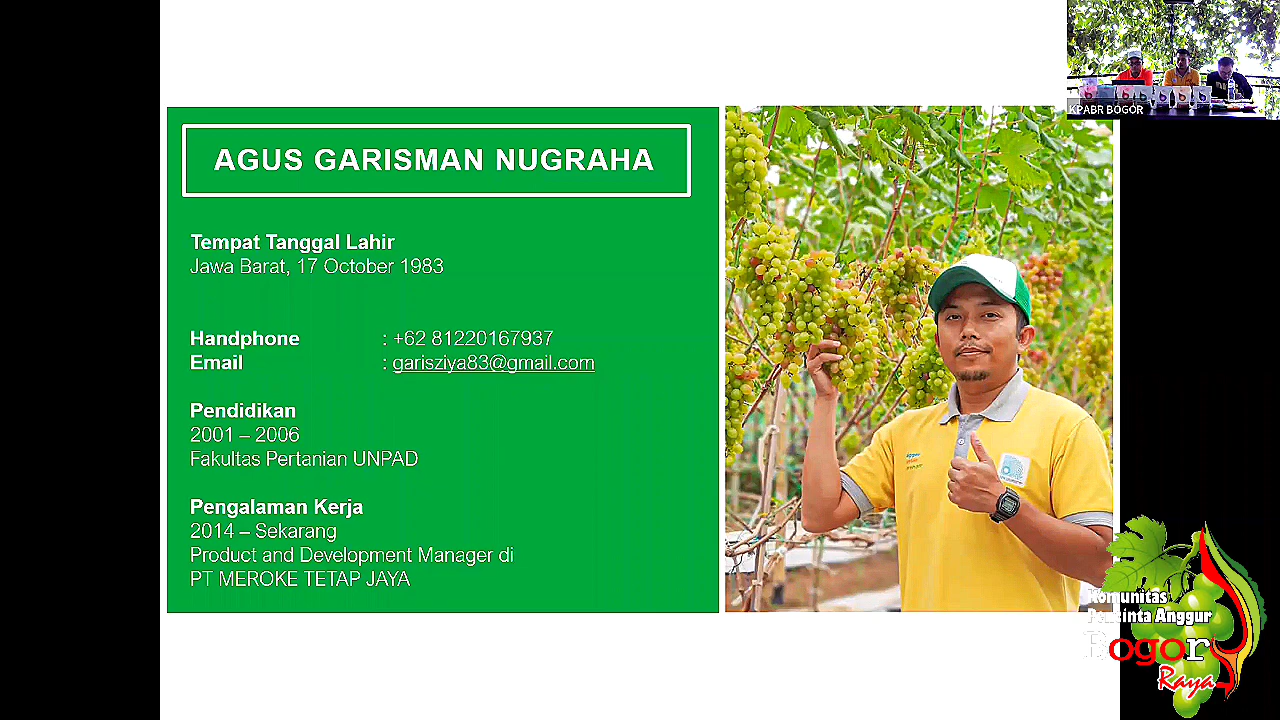 KPABR BOGOR
AGUS GARISMAN NUGRAHA
Tempat Tanggal Lahir
Jawa Barat, 17 October 1983
Handphone : +62 81220167937
Email : garisziya83@gmail.com
Pendidikan
2001 – 2006
Fakultas Pertanian UNPAD
Pengalaman Kerja
2014 – Sekarang
Product and Development Manager di
PT MEROKE TETAP JAYA
Komunitas
Pencinta Anggur
Bogor
Raya